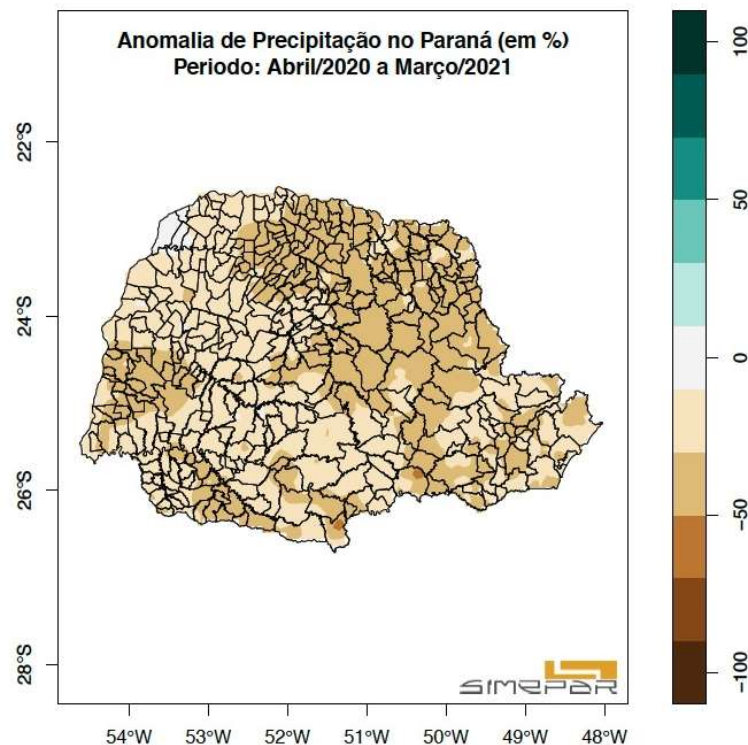 Anomalia de Precipitação no Paraná (em %)
Periodo: Abril/2020 a Março/2021
22°S
24°S
26°S
28°S
54°W 53°W 52°W 51°W 50°W 49°W 48°W
100
50
0
−50
−100
SIMEPAR